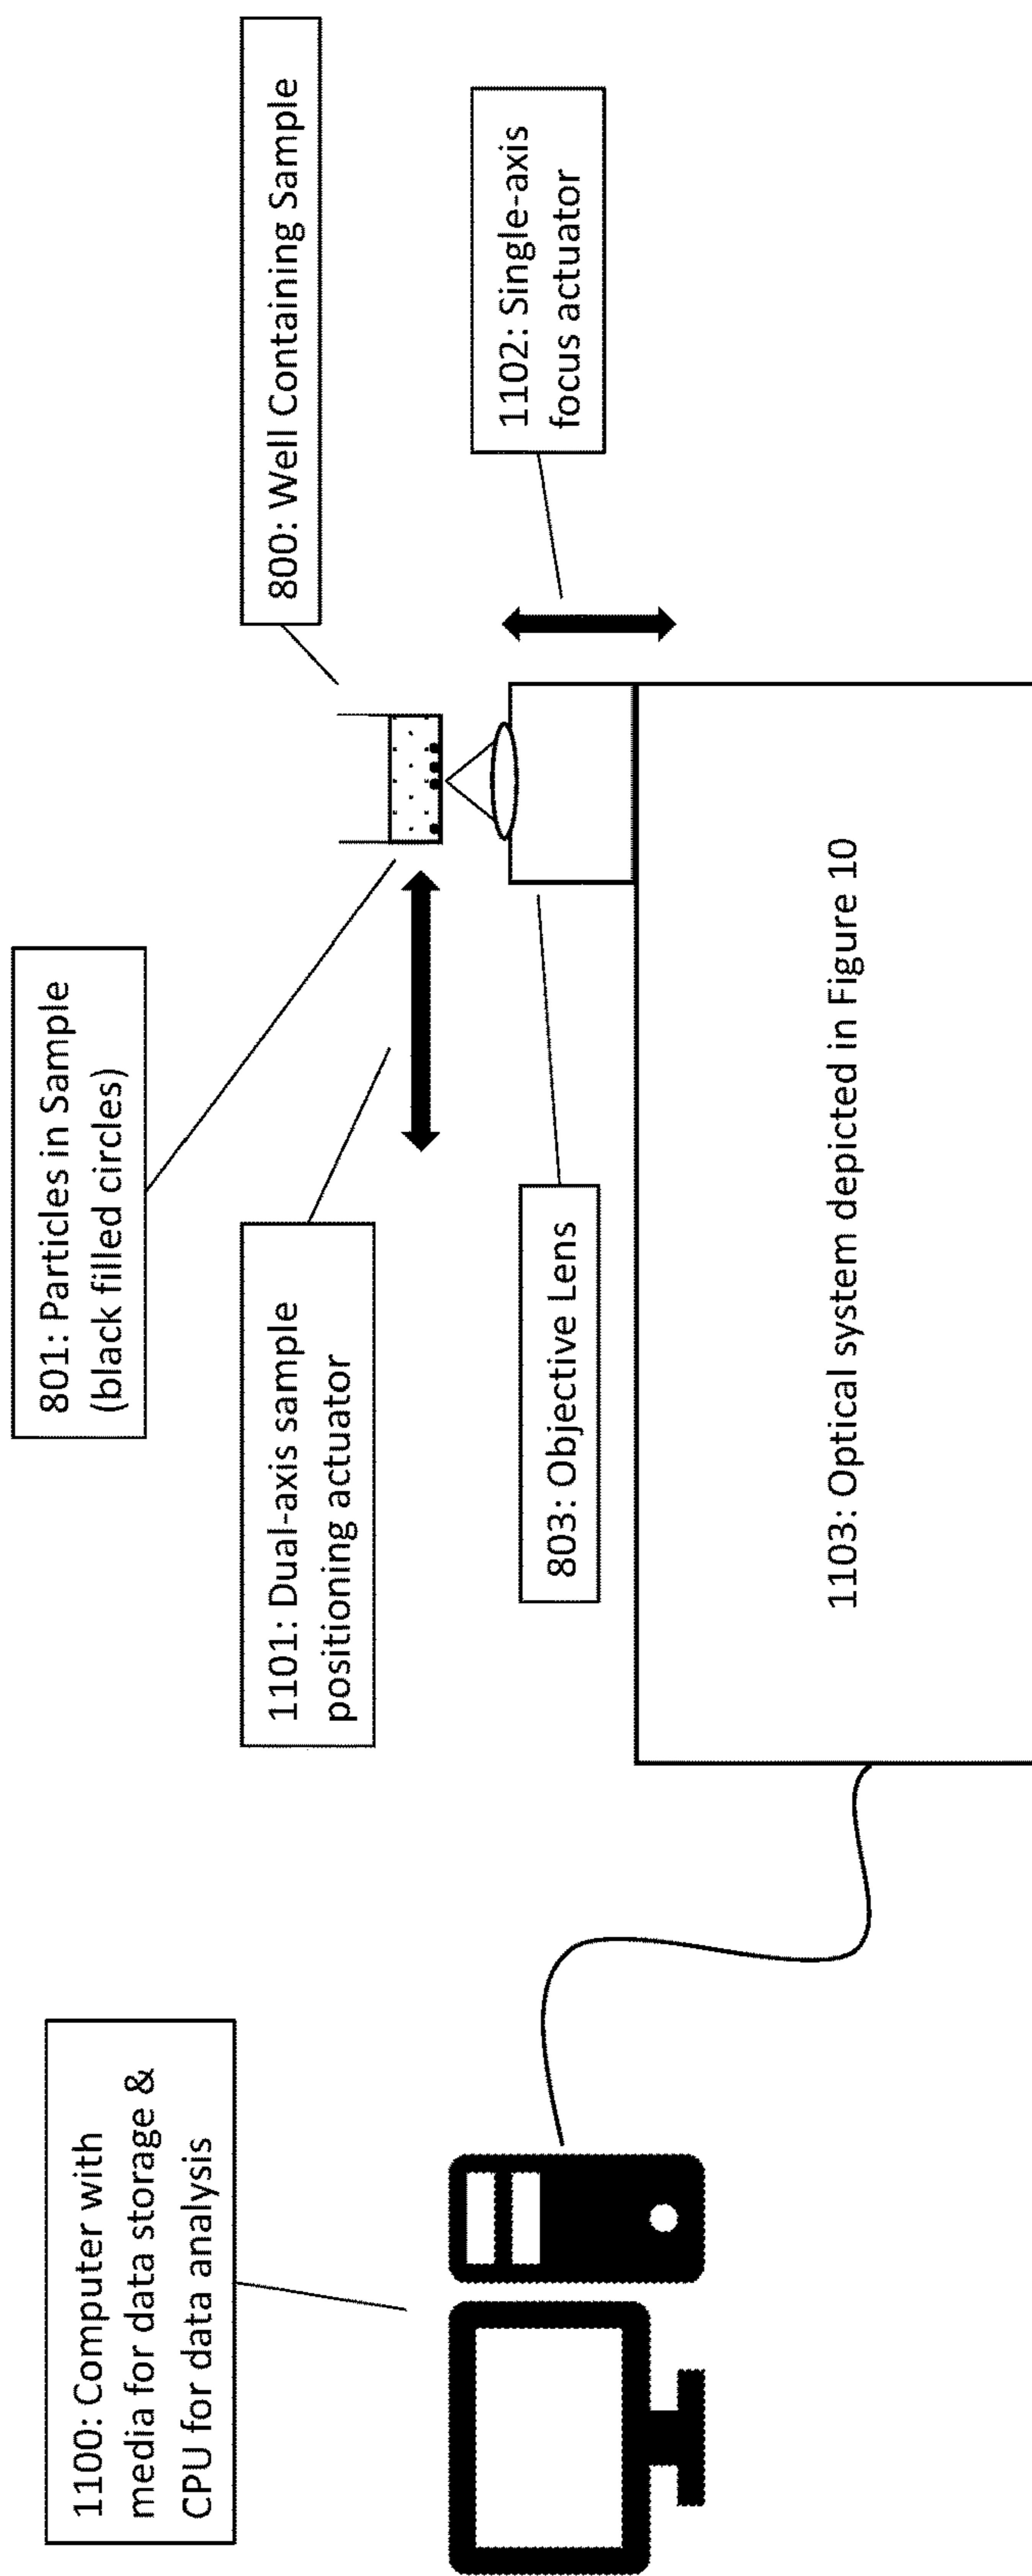 1100: Computer with
media for data storage &
CPU for data analysis
801: Particles in Sample
(black filled circles)
1101: Dual-axis sample
positioning actuator
800: Well Containing Sample
803: Objective Lens
1102: Single-axis
focus actuator
1103: Optical system depicted in Figure 10